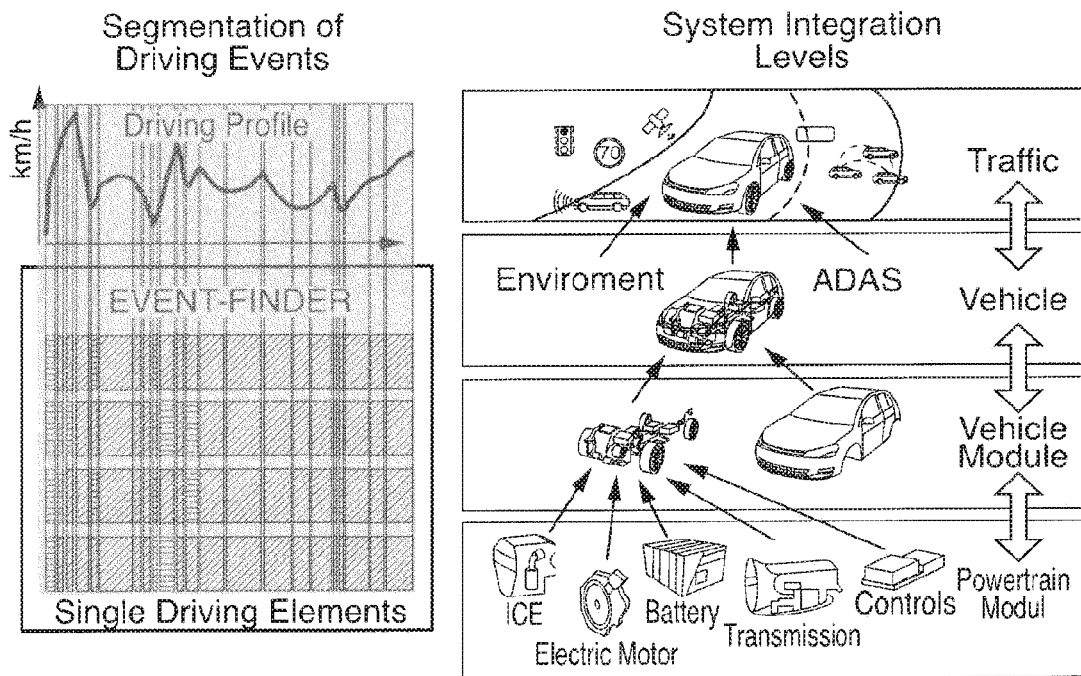 Segmentation of
Driving Events
km/h
Driving Profile
EVENT-FINDER
Single Driving Elements
System Integration
Levels
70
Traffic
Enviroment
ADAS
Vehicle
Vehicle
Module
ICE
Electric Motor
Battery
Transmission
Controls
Powertrain
Modul